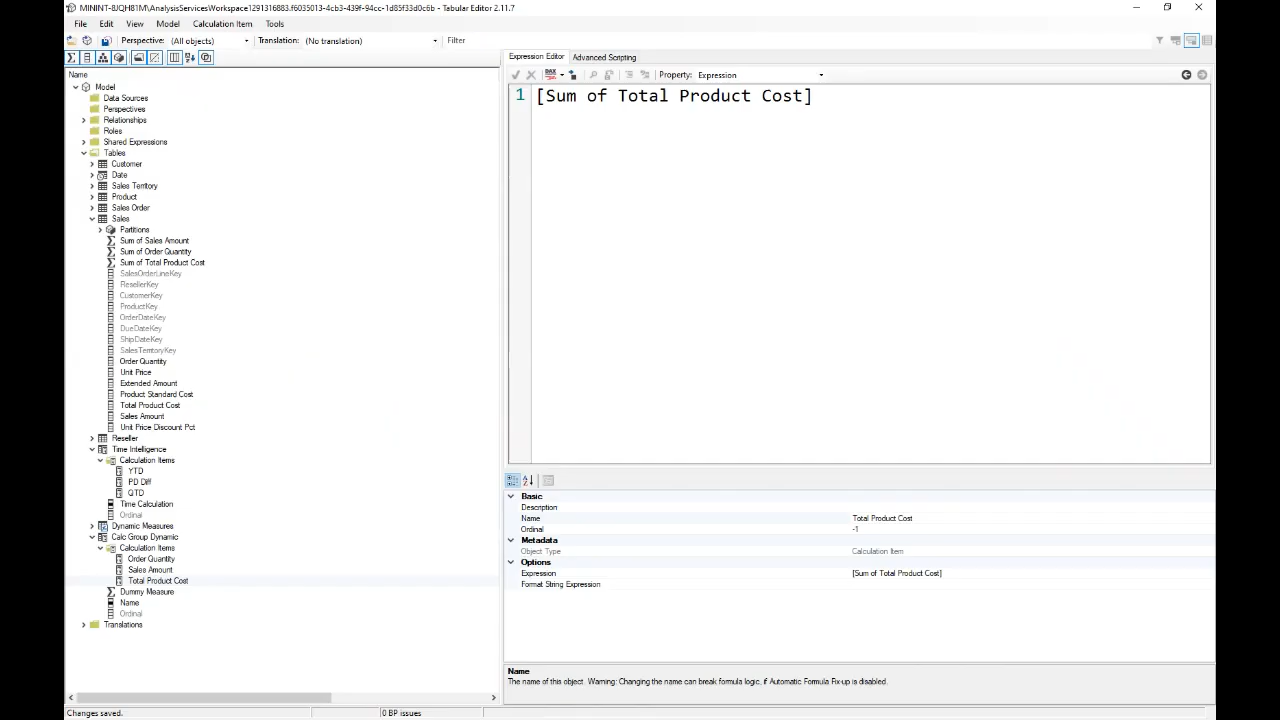 MININT-8JQH81M\AnalysisServicesWorkspace1291316883.f6035013-4cb3-439f-94cc-1d85f33d0c6b - Tabular Editor 2.11.7
File Edit View Model Calculation Item Tools
Perspective: (All objects) Translation: (No translation) Filter
Expression Editor Advanced Scripting
Name
Property: Expression
Model
Data Sources
Perspectives
Relationships
Roles
Shared Expressions
Tables
Customer
Date
Sales Territory
Product
Sales Order
Sales
Partitions
Sum of Sales Amount
Sum of Order Quantity
Sum of Total Product Cost
SalesOrderLineKey
ResellerKey
CustomerKey
ProductKey
OrderDateKey
DueDateKey
ShipDateKey
SalesTerritoryKey
Order Quantity
Unit Price
Extended Amount
Product Standard Cost
Total Product Cost
Sales Amount
Unit Price Discount Pct
Reseller
Time Intelligence
Calculation Items
YTD
PD Diff
QTD
Time Calculation
Ordinal
Dynamic Measures
Calc Group Dynamic
Calculation Items
Order Quantity
Sales Amount
Total Product Cost
Dummy Measure
Name
Ordinal
Translations
1 [Sum of Total Product Cost]
Basic
Description
Name Total Product Cost
Ordinal -1
Metadata
Object Type Calculation Item
Options
Expression [Sum of Total Product Cost]
Format String Expression
Name
The name of this object. Warning: Changing the name can break formula logic, if Automatic Formula Fix-up is disabled.
Changes saved. 0 BP issues